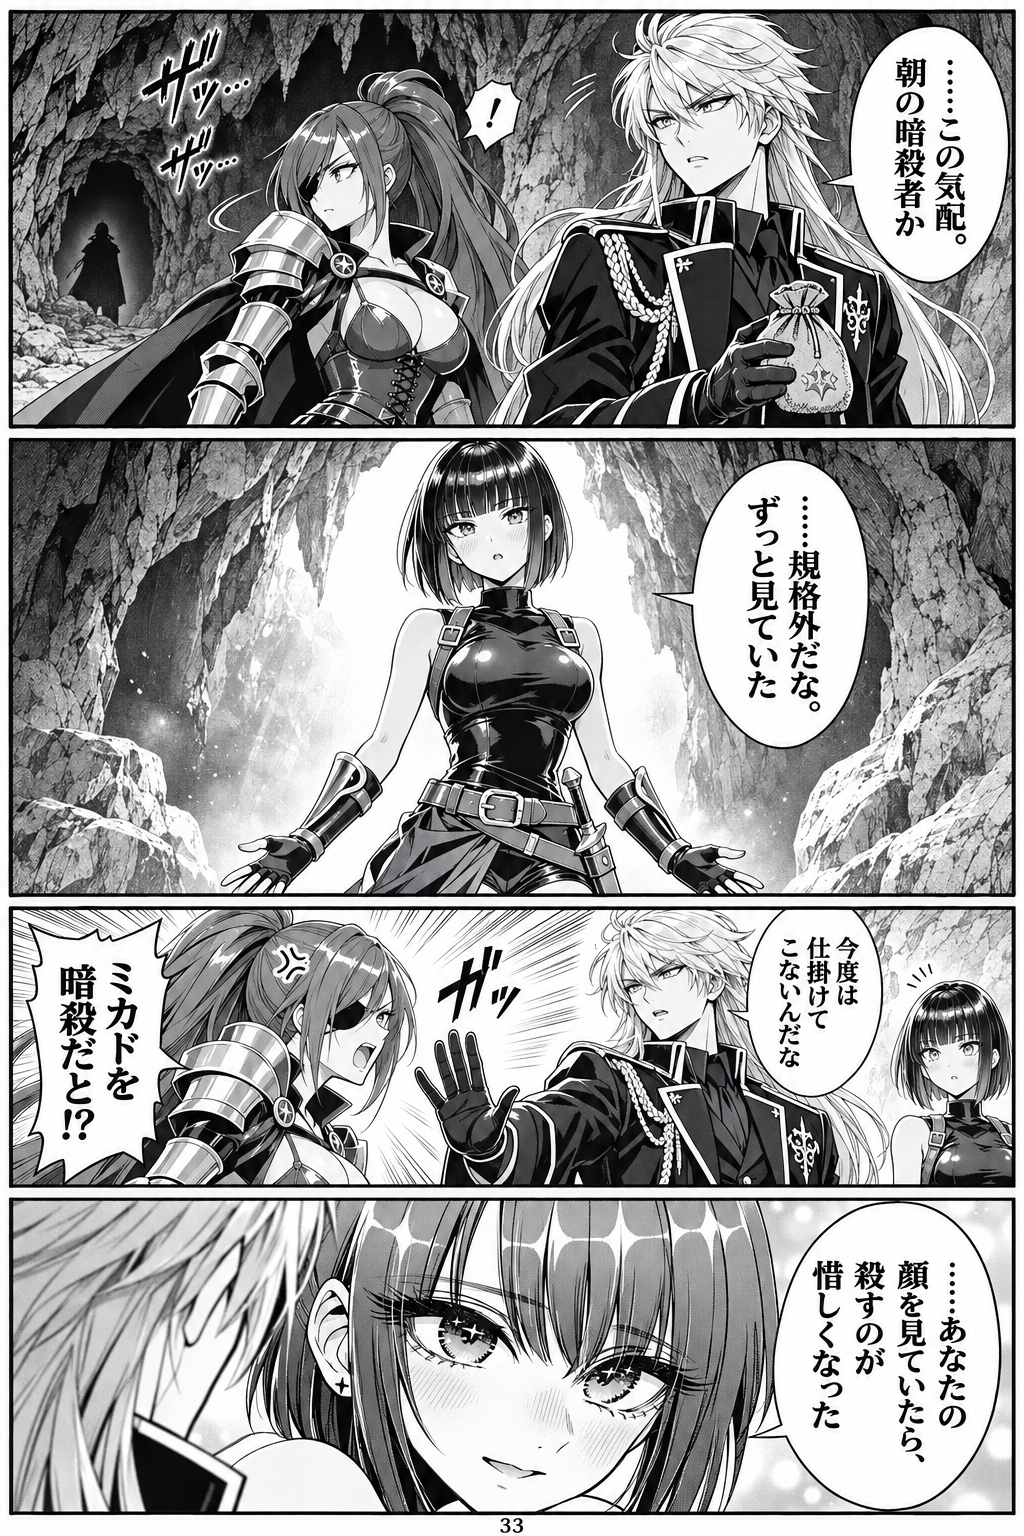 ……この気配。
朝の暗殺者か
！
ザッ…
ザッ…
……規格外だな。
ずっと見ていた
今度は
仕掛けて
こないんだな
ガッ
ミカドを
暗殺だと!?
……あなたの
顔を見ていたら、
殺すのが
惜しくなった
33